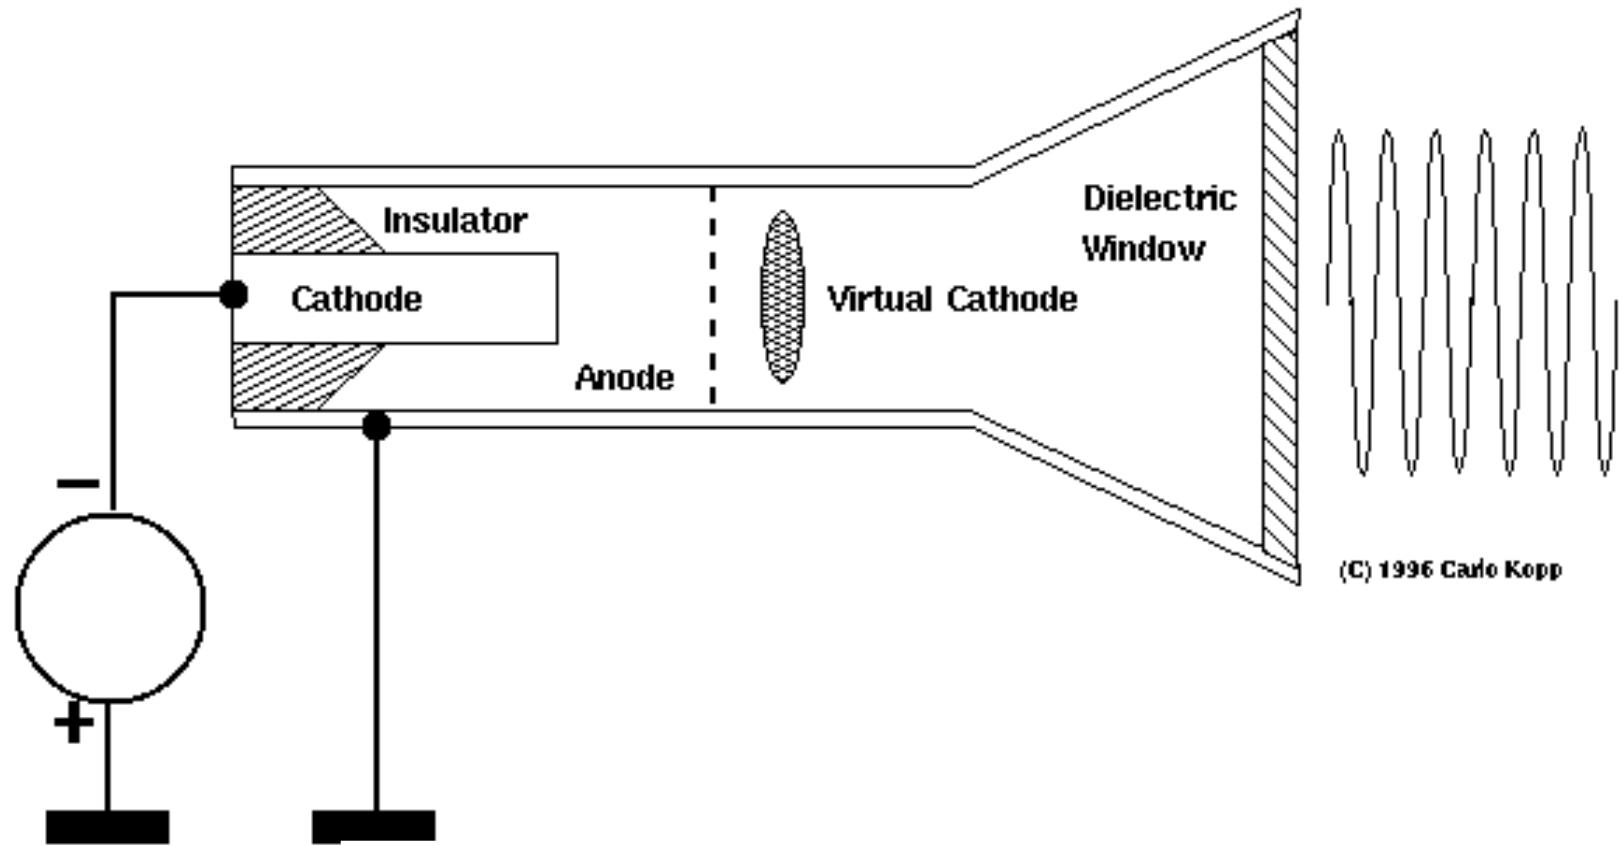 Insulator
Dielectric
Window
Cathode
Virtual Cathode
Anode
−
+
(C) 1996 Carlo Kopp